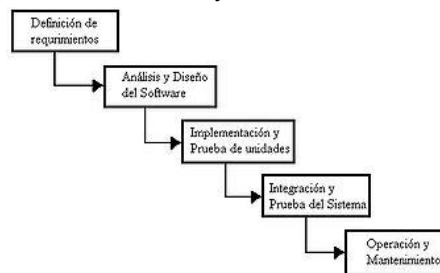 Definición de
requrimientos
Análisis y Diseño
del Software
Implementación y
Prueba de unidades
Integración y
Prueba del Sistema
Operación y
Mantenimiento